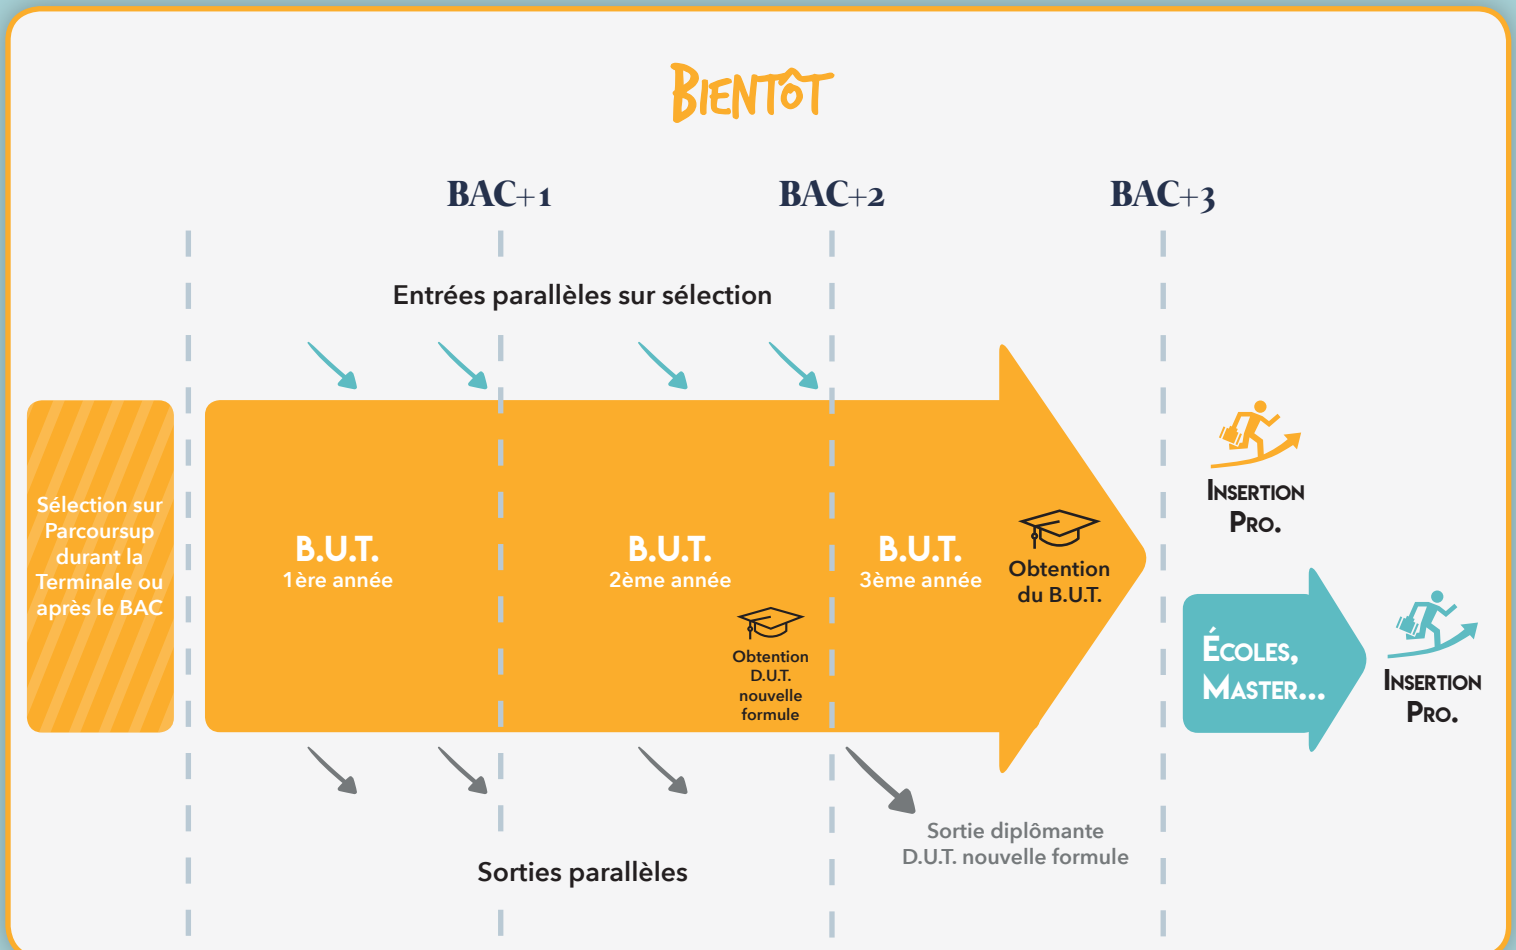 BIENTÔT
BAC+1
BAC+2
BAC+3
Entrées parallèles sur sélection
Sélection sur
Parcoursup
durant la
Terminale ou
après le BAC
B.U.T.
1ère année
B.U.T.
2ème année
Obtention
D.U.T.
nouvelle
formule
B.U.T.
3ème année
Obtention
du B.U.T.
INSERTION
PRO.
ÉCOLES,
MASTER...
INSERTION
PRO.
Sortie diplômante
D.U.T. nouvelle formule
Sorties parallèles